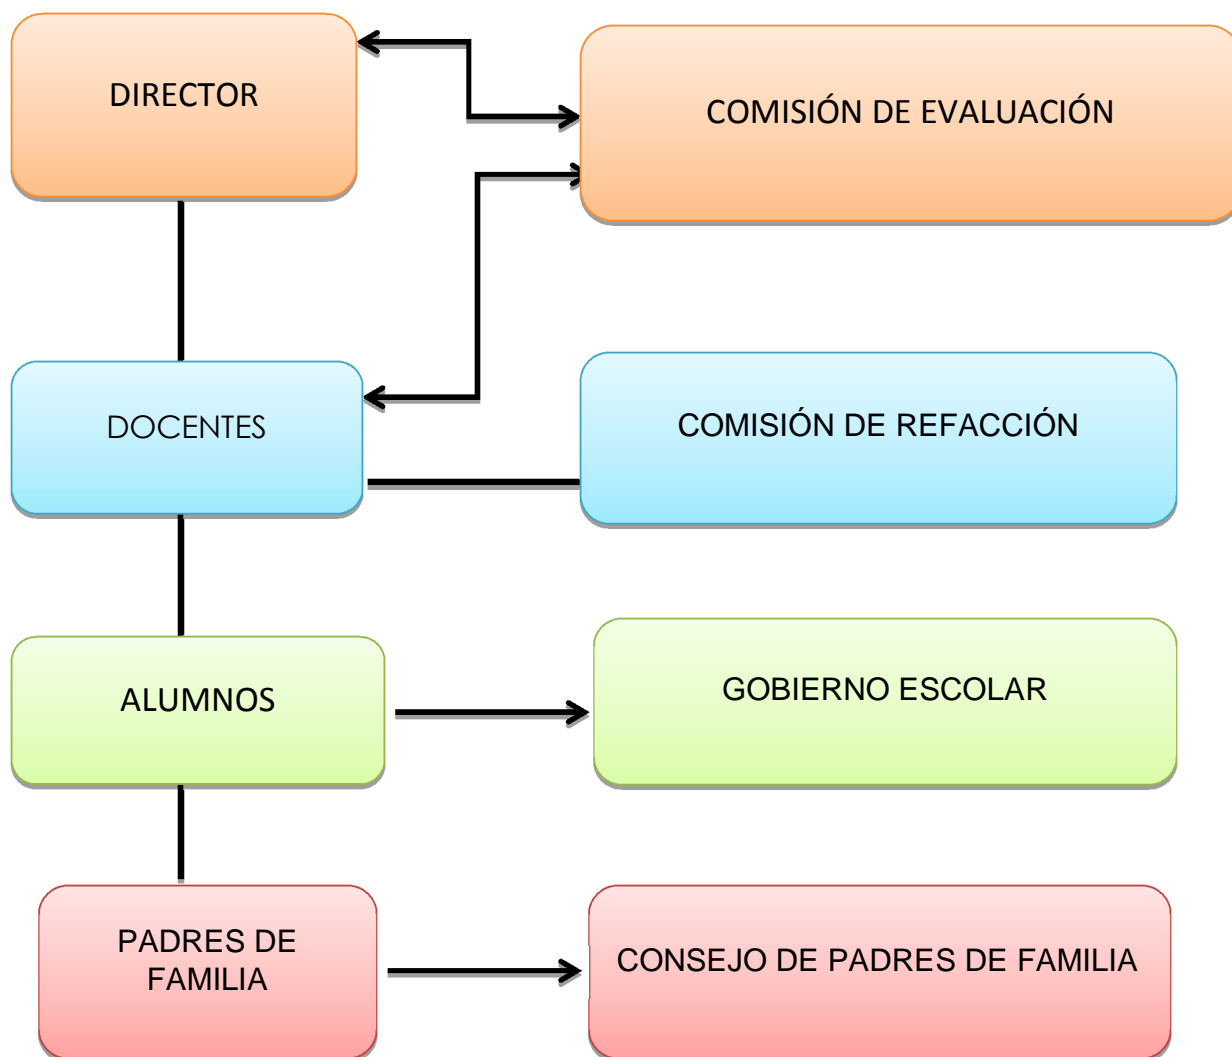 DIRECTOR
COMISIÓN DE EVALUACIÓN
DOCENTES
COMISIÓN DE REFACCIÓN
ALUMNOS
GOBIERNO ESCOLAR
PADRES DE
FAMILIA
CONSEJO DE PADRES DE FAMILIA